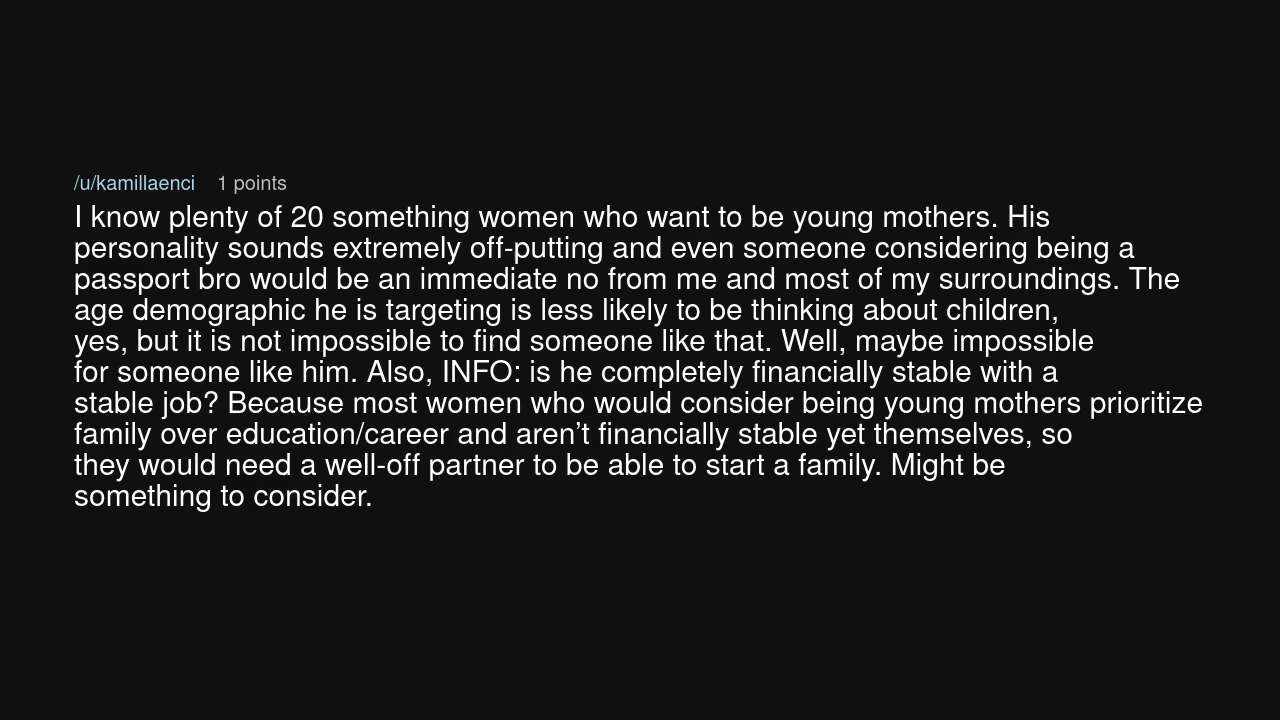 /u/kamillaenci 1 points
I know plenty of 20 something women who want to be young mothers. His
personality sounds extremely off-putting and even someone considering being a
passport bro would be an immediate no from me and most of my surroundings. The
age demographic he is targeting is less likely to be thinking about children,
yes, but it is not impossible to find someone like that. Well, maybe impossible
for someone like him. Also, INFO: is he completely financially stable with a
stable job? Because most women who would consider being young mothers prioritize
family over education/career and aren’t financially stable yet themselves, so
they would need a well-off partner to be able to start a family. Might be
something to consider.